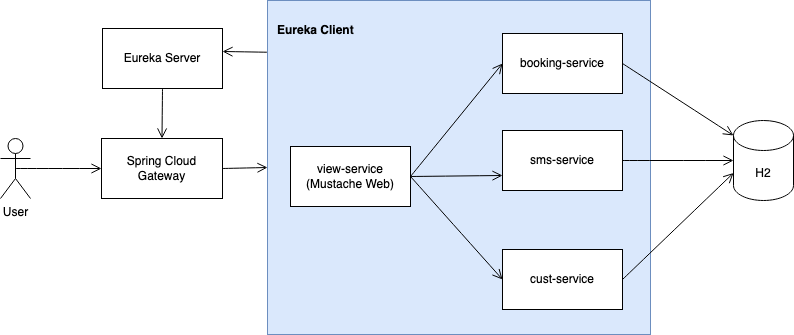 Eureka Client
Eureka Server
booking-service
Spring Cloud
Gateway
view-service
(Mustache Web)
sms-service
H2
User
cust-service